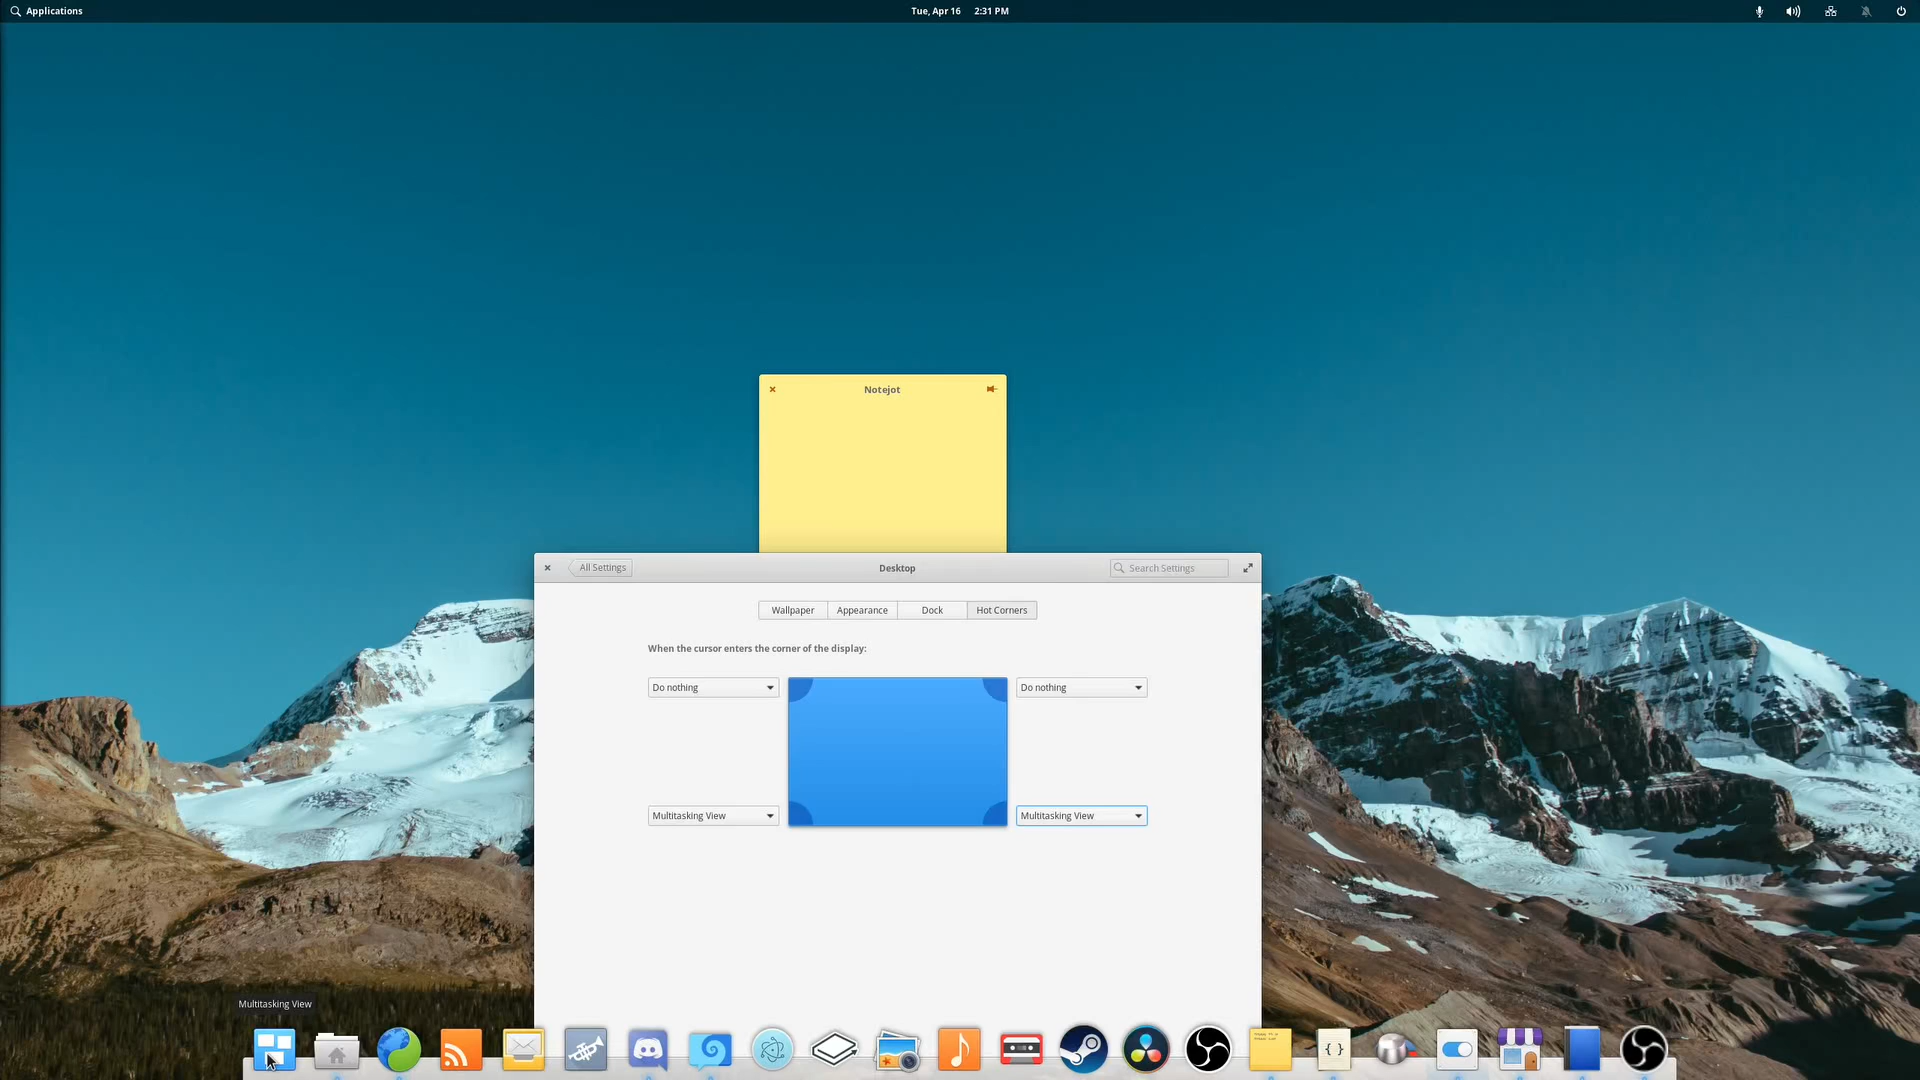 Applications
Tue, Apr 16 2:31 PM
Notejot
All Settings
Desktop
Search Settings
Wallpaper
Appearance
Dock
Hot Corners
When the cursor enters the corner of the display:
Do nothing
Do nothing
Multitasking View
Multitasking View
Multitasking View
{ }